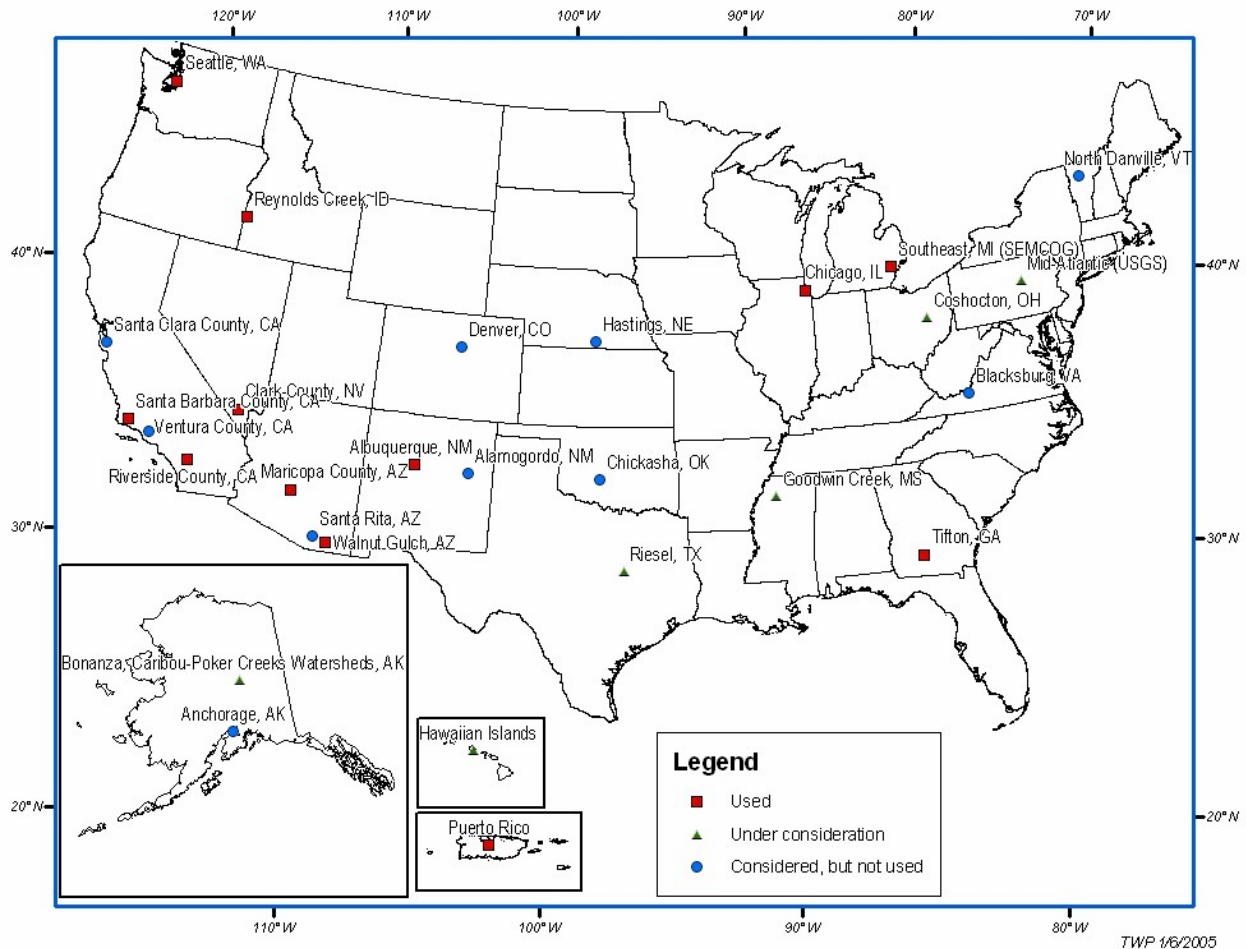 120°W 110°W 100°W 90°W 80°W 70°W
Seattle, WA
North Danville, VT
Reynolds Creek, ID
40°N
Southeast, MI (SEMCOG)
Mid-Atlantic (USGS)
40°N
Chicago, IL
Coshocton, OH
Santa Clara County, CA
Denver, CO
Hastings, NE
Blacksburg, VA
Clark County, NV
Santa Barbara County, CA
Ventura County, CA
Albuquerque, NM
Alamogordo, NM
Chickasha, OK
Riverside County, CA
Maricopa County, AZ
Goodwin Creek, MS
Santa Rita, AZ
30°N
Walnut Gulch, AZ
Tifton, GA
30°N
Riesel, TX
Bonanza, Caribou-Poker Creeks Watersheds, AK
Anchorage, AK
Hawaiian Islands
Legend
Used
Under consideration
Considered, but not used
20°N
20°N
Puerto Rico
110°W 100°W 90°W 80°W
TWP 1/6/2005